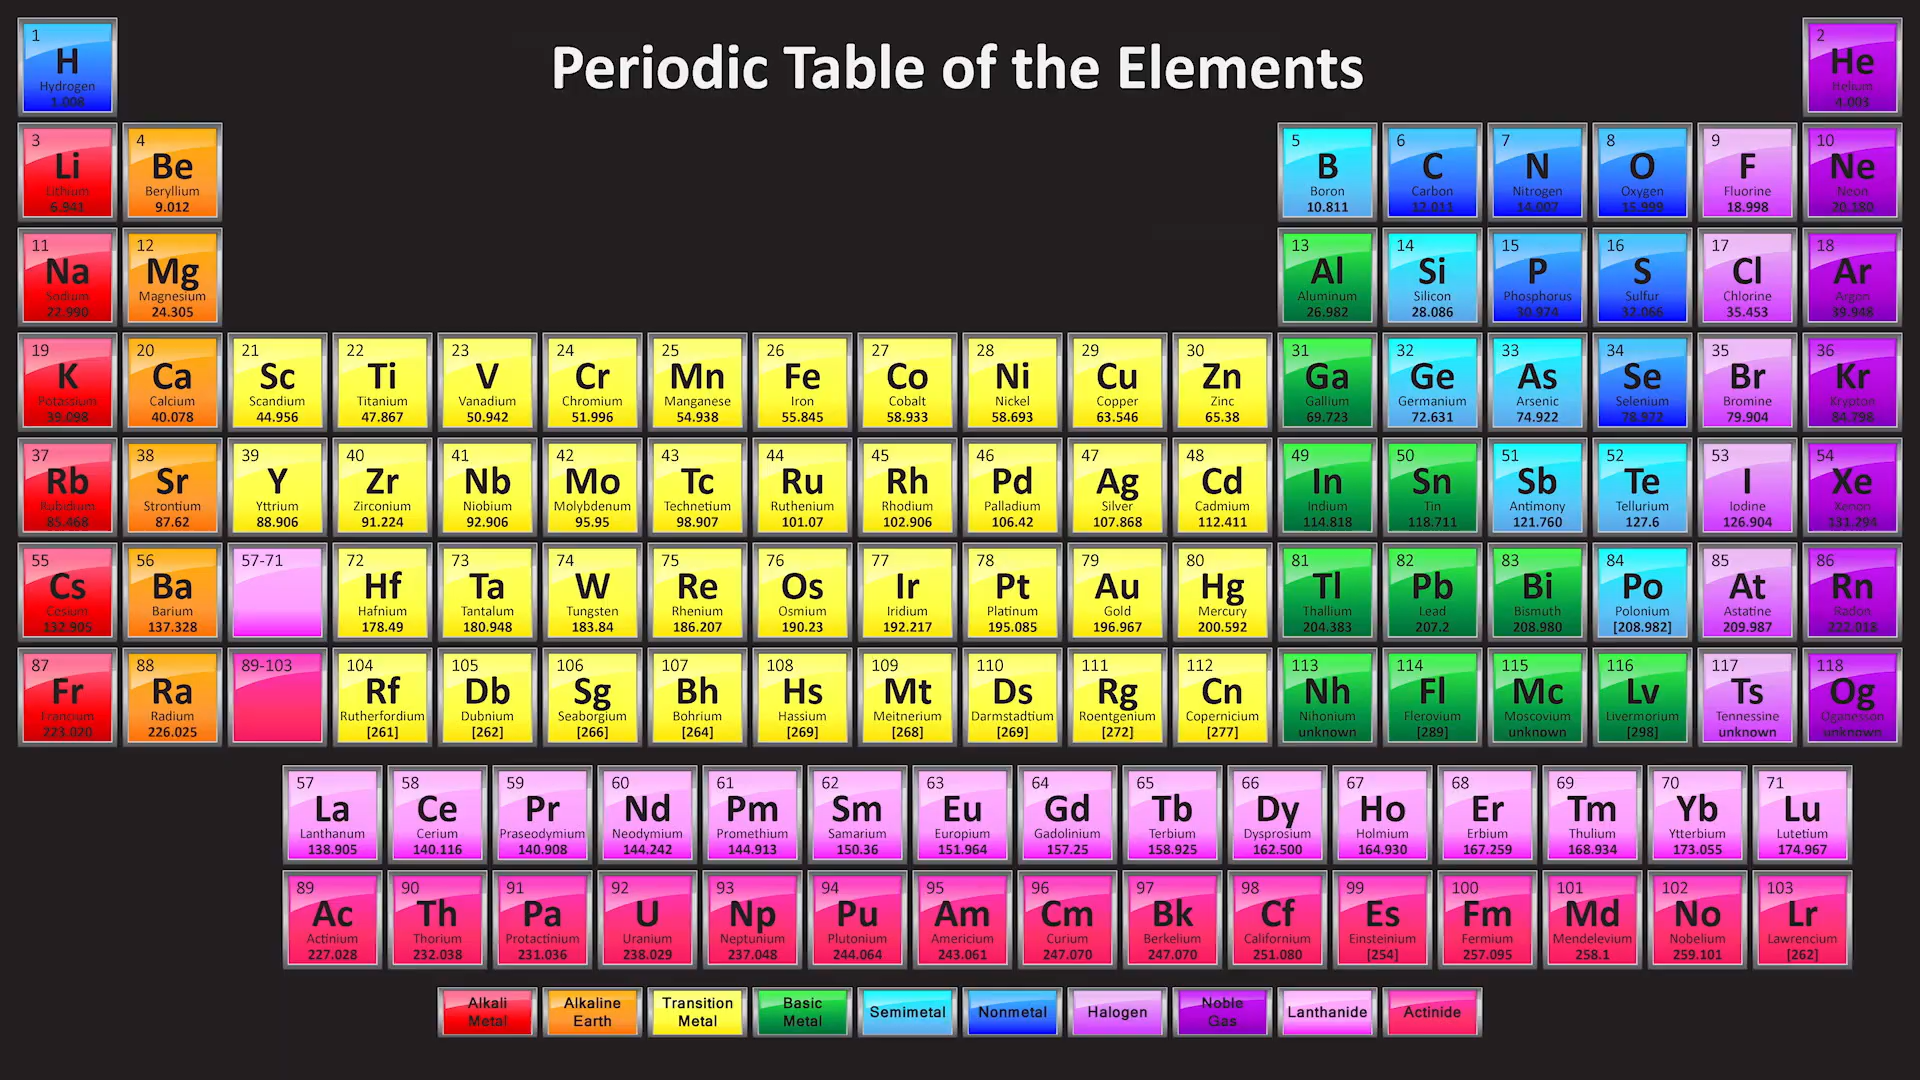 Periodic Table of the Elements
1
H
Hydrogen
1.008
2
He
Helium
4.003
3
Li
Lithium
6.941
4
Be
Beryllium
9.012
5
B
Boron
10.811
6
C
Carbon
12.011
7
N
Nitrogen
14.007
8
O
Oxygen
15.999
9
F
Fluorine
18.998
10
Ne
Neon
20.180
11
Na
Sodium
22.990
12
Mg
Magnesium
24.305
13
Al
Aluminum
26.982
14
Si
Silicon
28.086
15
P
Phosphorus
30.974
16
S
Sulfur
32.066
17
Cl
Chlorine
35.453
18
Ar
Argon
39.948
19
K
Potassium
39.098
20
Ca
Calcium
40.078
21
Sc
Scandium
44.956
22
Ti
Titanium
47.867
23
V
Vanadium
50.942
24
Cr
Chromium
51.996
25
Mn
Manganese
54.938
26
Fe
Iron
55.845
27
Co
Cobalt
58.933
28
Ni
Nickel
58.693
29
Cu
Copper
63.546
30
Zn
Zinc
65.38
31
Ga
Gallium
69.723
32
Ge
Germanium
72.631
33
As
Arsenic
74.922
34
Se
Selenium
78.972
35
Br
Bromine
79.904
36
Kr
Krypton
84.798
37
Rb
Rubidium
85.468
38
Sr
Strontium
87.62
39
Y
Yttrium
88.906
40
Zr
Zirconium
91.224
41
Nb
Niobium
92.906
42
Mo
Molybdenum
95.95
43
Tc
Technetium
98.907
44
Ru
Ruthenium
101.07
45
Rh
Rhodium
102.906
46
Pd
Palladium
106.42
47
Ag
Silver
107.868
48
Cd
Cadmium
112.411
49
In
Indium
114.818
50
Sn
Tin
118.711
51
Sb
Antimony
121.760
52
Te
Tellurium
127.6
53
I
Iodine
126.904
54
Xe
Xenon
131.294
55
Cs
Cesium
132.905
56
Ba
Barium
137.328
57-71
72
Hf
Hafnium
178.49
73
Ta
Tantalum
180.948
74
W
Tungsten
183.84
75
Re
Rhenium
186.207
76
Os
Osmium
190.23
77
Ir
Iridium
192.217
78
Pt
Platinum
195.085
79
Au
Gold
196.967
80
Hg
Mercury
200.592
81
Tl
Thallium
204.383
82
Pb
Lead
207.2
83
Bi
Bismuth
208.980
84
Po
Polonium
[208.982]
85
At
Astatine
209.987
86
Rn
Radon
222.018
87
Fr
Francium
223.020
88
Ra
Radium
226.025
89-103
104
Rf
Rutherfordium
[261]
105
Db
Dubnium
[262]
106
Sg
Seaborgium
[266]
107
Bh
Bohrium
[264]
108
Hs
Hassium
[269]
109
Mt
Meitnerium
[268]
110
Ds
Darmstadtium
[269]
111
Rg
Roentgenium
[272]
112
Cn
Copernicium
[277]
113
Nh
Nihonium
unknown
114
Fl
Flerovium
[289]
115
Mc
Moscovium
unknown
116
Lv
Livermorium
[298]
117
Ts
Tennessine
unknown
118
Og
Oganesson
unknown
57
La
Lanthanum
138.905
58
Ce
Cerium
140.116
59
Pr
Praseodymium
140.908
60
Nd
Neodymium
144.242
61
Pm
Promethium
144.913
62
Sm
Samarium
150.36
63
Eu
Europium
151.964
64
Gd
Gadolinium
157.25
65
Tb
Terbium
158.925
66
Dy
Dysprosium
162.500
67
Ho
Holmium
164.930
68
Er
Erbium
167.259
69
Tm
Thulium
168.934
70
Yb
Ytterbium
173.055
71
Lu
Lutetium
174.967
89
Ac
Actinium
227.028
90
Th
Thorium
232.038
91
Pa
Protactinium
231.036
92
U
Uranium
238.029
93
Np
Neptunium
237.048
94
Pu
Plutonium
244.064
95
Am
Americium
243.061
96
Cm
Curium
247.070
97
Bk
Berkelium
247.070
98
Cf
Californium
251.080
99
Es
Einsteinium
[254]
100
Fm
Fermium
257.095
101
Md
Mendelevium
258.1
102
No
Nobelium
259.101
103
Lr
Lawrencium
[262]
Alkali
Metal
Alkaline
Earth
Transition
Metal
Basic
Metal
Semimetal
Nonmetal
Halogen
Noble
Gas
Lanthanide
Actinide